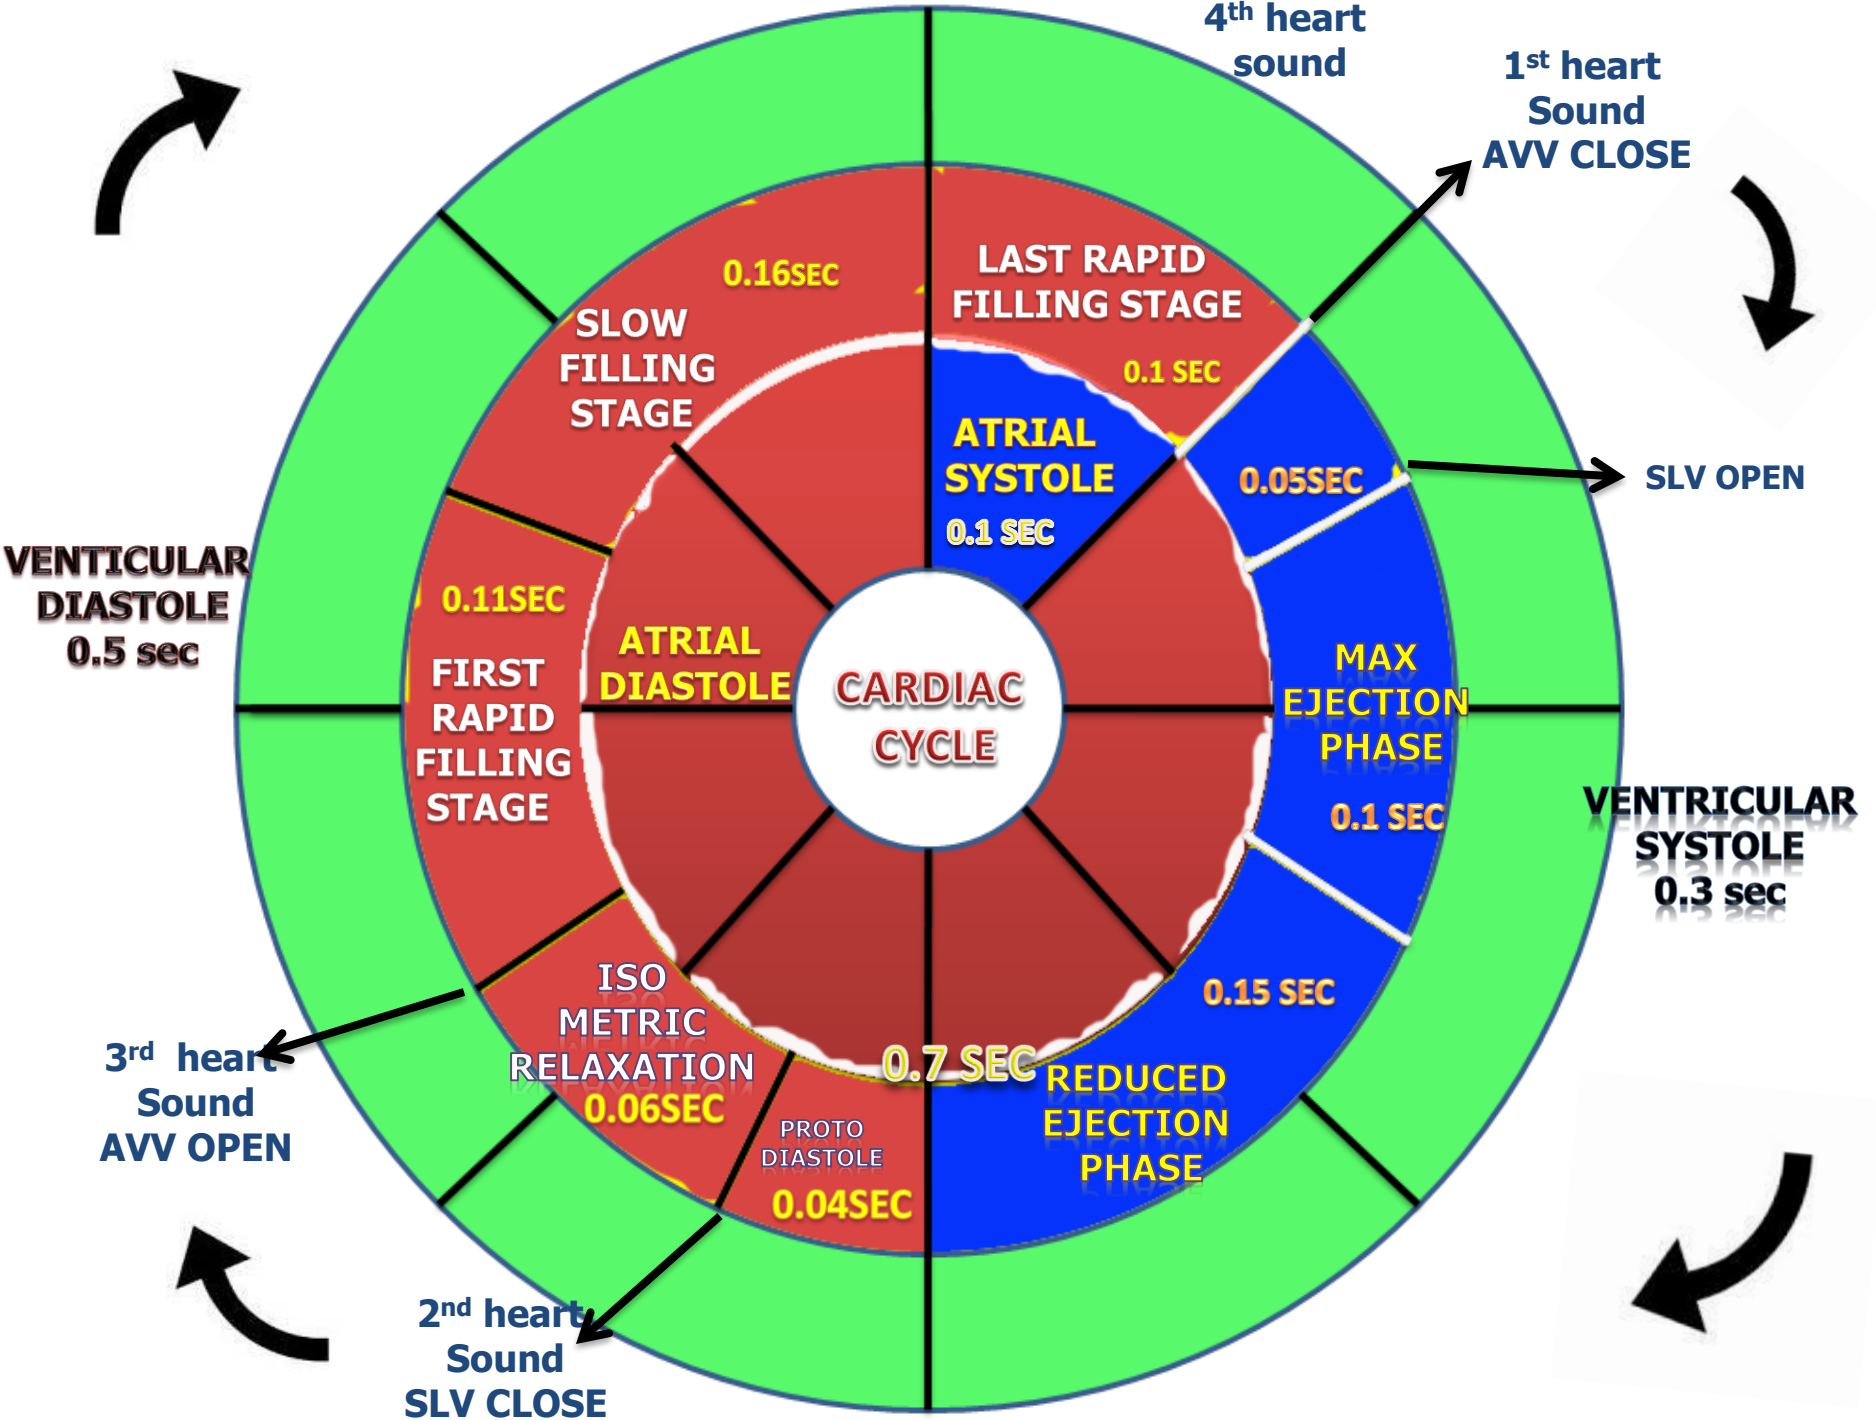 4th heart
sound
1st heart
Sound
AVV CLOSE
LAST RAPID
FILLING STAGE
0.1 SEC
0.16SEC
SLOW
FILLING
STAGE
ATRIAL
SYSTOLE
0.1 SEC
0.05SEC
SLV OPEN
VENTICULAR
DIASTOLE
0.5 sec
0.11SEC
FIRST
RAPID
FILLING
STAGE
ATRIAL
DIASTOLE
CARDIAC
CYCLE
MAX
EJECTION
PHASE
0.1 SEC
VENTRICULAR
SYSTOLE
0.3 sec
0.15 SEC
REDUCED
EJECTION
PHASE
0.7 SEC
ISO
METRIC
RELAXATION
0.06SEC
PROTO
DIASTOLE
0.04SEC
3rd heart
Sound
AVV OPEN
2nd heart
Sound
SLV CLOSE